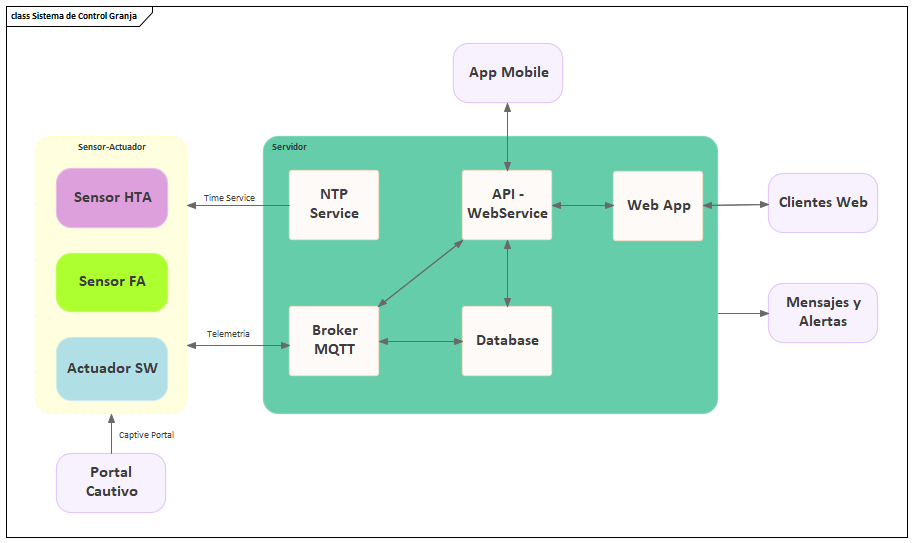 class Sistema de Control Granja
App Mobile
Sensor-Actuador
Servidor
Sensor HTA
Time Service
NTP
Service
API -
WebService
Web App
Clientes Web
Sensor FA
Mensajes y
Alertas
Telemetria
Broker
MQTT
Database
Actuador SW
Captive Portal
Portal
Cautivo